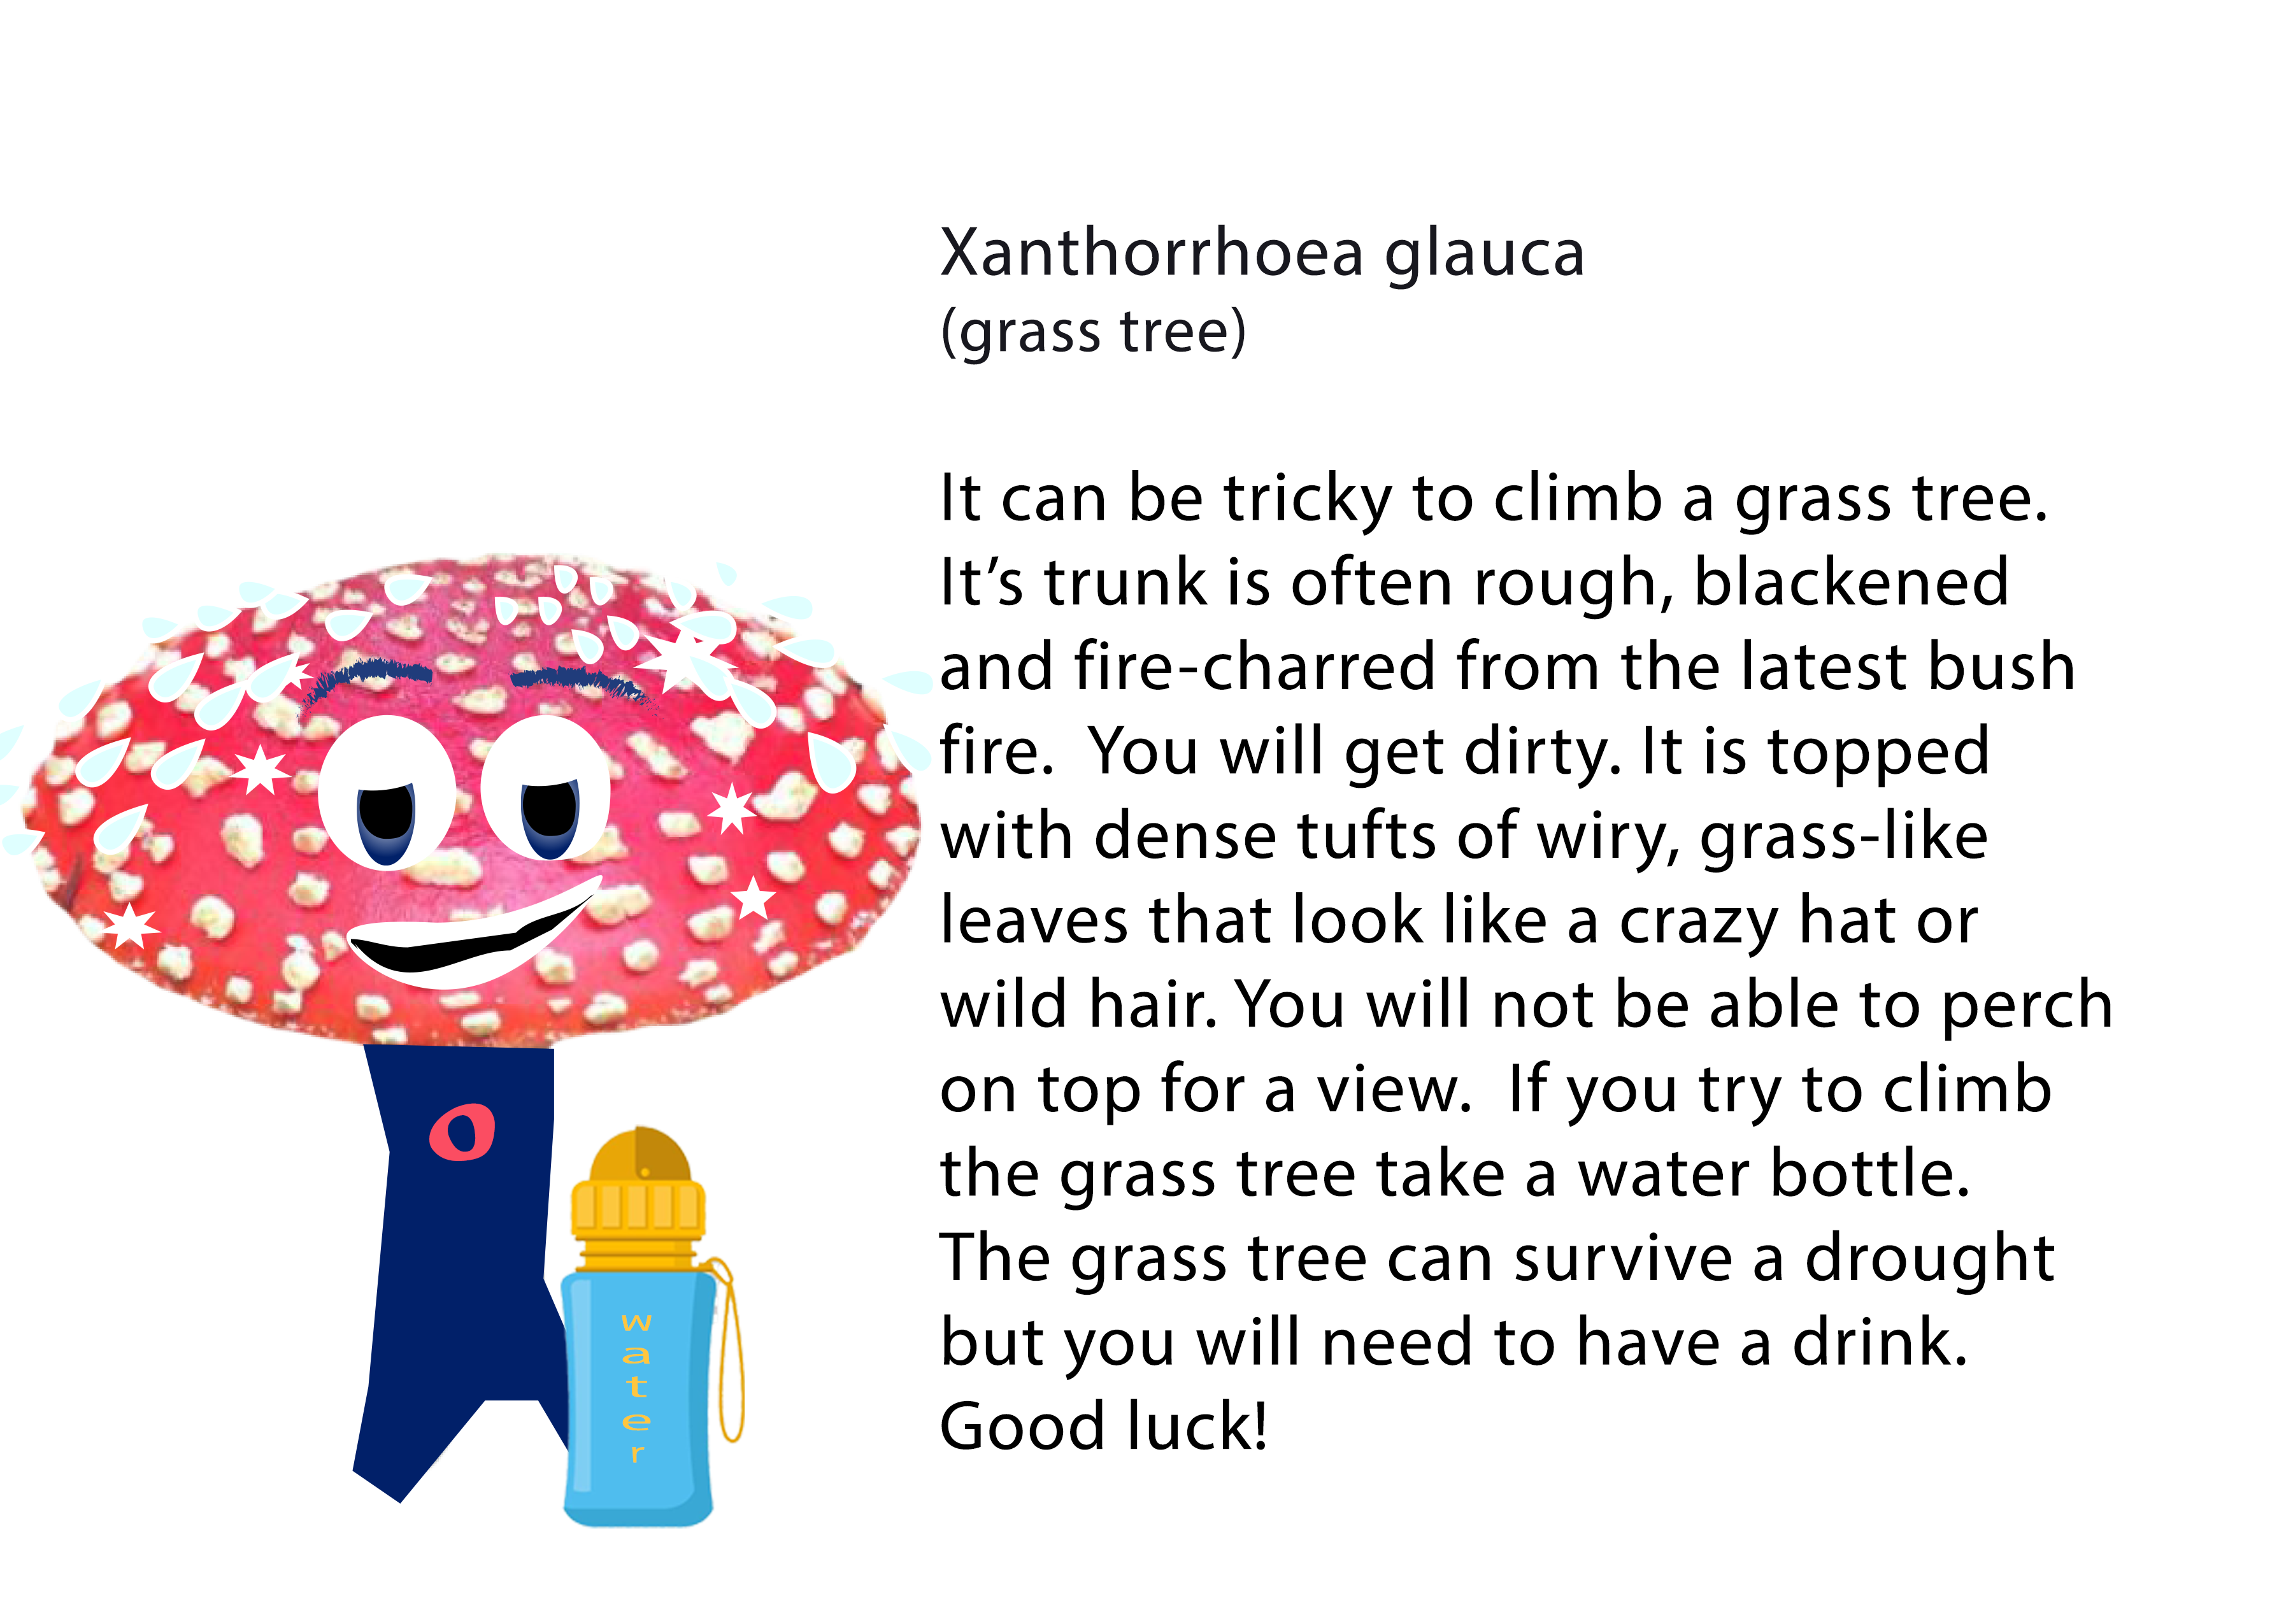 Xanthorrhoea glauca
(grass tree)
It can be tricky to climb a grass tree.
It’s trunk is often rough, blackened
and fire-charred from the latest bush
fire.  You will get dirty. It is topped
with dense tufts of wiry, grass-like
leaves that look like a crazy hat or
wild hair. You will not be able to perch
on top for a view.  If you try to climb
the grass tree take a water bottle.
The grass tree can survive a drought
but you will need to have a drink.
Good luck!
o
water